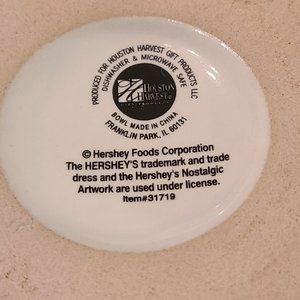 PRODUCED FOR HOUSTON HARVEST GIFT PRODUCTS LLC
DISHWASHER & MICROWAVE SAFE
HOUSTON
HARVEST
GIFT PRODUCTS
BOWL MADE IN CHINA
FRANKLIN PARK, IL 60131
© Hershey Foods Corporation
The HERSHEY'S trademark and trade
dress and the Hershey's Nostalgic
Artwork are used under license.
Item#31719